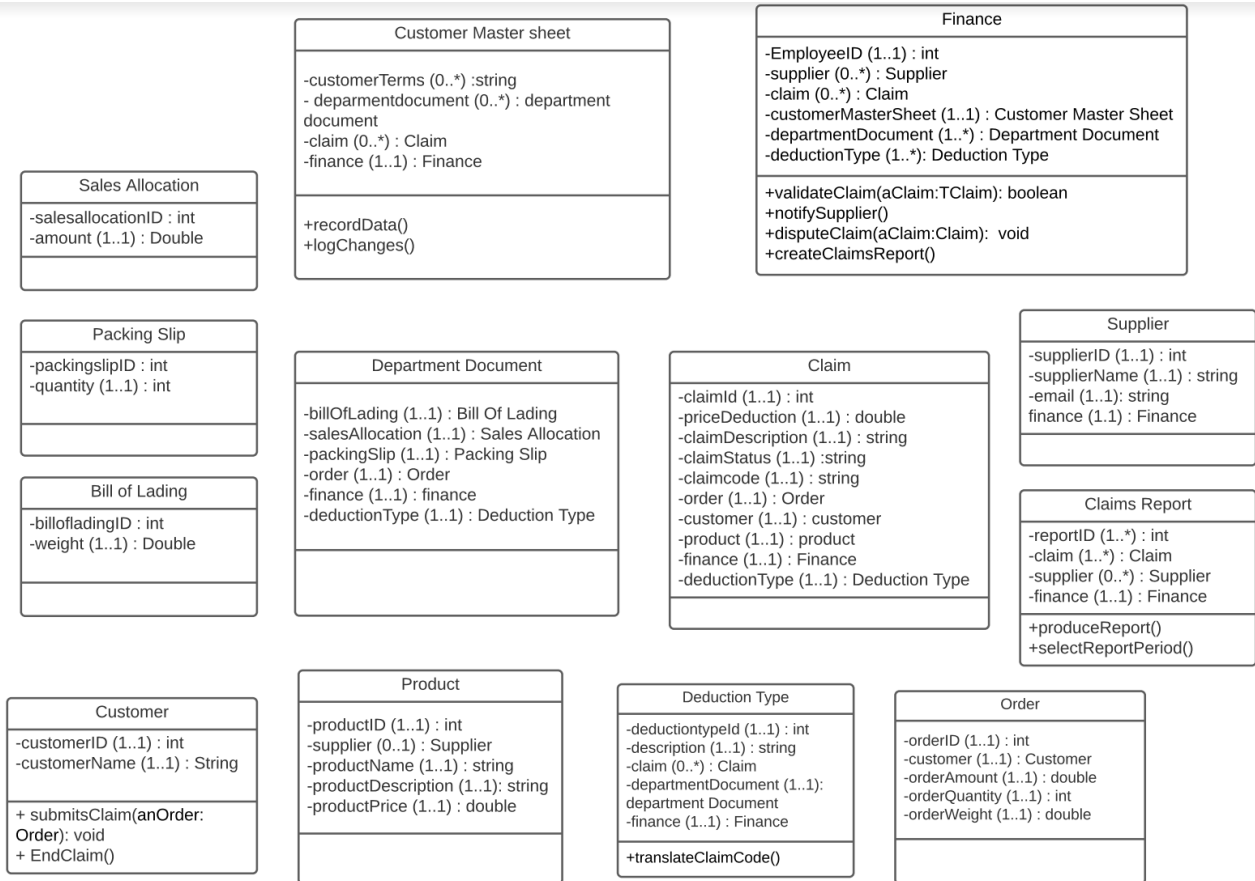 Customer Master sheet
-customerTerms (0..*) :string
- deparmentdocument (0..*) : department
document
-claim (0..*) : Claim
-finance (1..1) : Finance
+recordData()
+logChanges()
Finance
-EmployeeID (1..1) : int
-supplier (0..*) : Supplier
-claim (0..*) : Claim
-customerMasterSheet (1..1) : Customer Master Sheet
-departmentDocument (1..*) : Department Document
-deductionType (1..*): Deduction Type
+validateClaim(aClaim:TClaim): boolean
+notifySupplier()
+disputeClaim(aClaim:Claim):  void
+createClaimsReport()
Sales Allocation
-salesallocationID : int
-amount (1..1) : Double
Packing Slip
-packingslipID : int
-quantity (1..1) : int
Bill of Lading
-billofladingID : int
-weight (1..1) : Double
Department Document
-billOfLading (1..1) : Bill Of Lading
-salesAllocation (1..1) : Sales Allocation
-packingSlip (1..1) : Packing Slip
-order (1..1) : Order
-finance (1..1) : finance
-deductionType (1..1) : Deduction Type
Claim
-claimId (1..1) : int
-priceDeduction (1..1) : double
-claimDescription (1..1) : string
-claimStatus (1..1) :string
-claimcode (1..1) : string
-order (1..1) : Order
-customer (1..1) : customer
-product (1..1) : product
-finance (1..1) : Finance
-deductionType (1..1) : Deduction Type
Supplier
-supplierID (1..1) : int
-supplierName (1..1) : string
-email (1..1): string
finance (1..1) : Finance
Claims Report
-reportID (1..*) : int
-claim (1..*) : Claim
-supplier (0..*) : Supplier
-finance (1..1) : Finance
+produceReport()
+selectReportPeriod()
Customer
-customerID (1..1) : int
-customerName (1..1) : String
+ submitsClaim(anOrder:
Order): void
+ EndClaim()
Product
-productID (1..1) : int
-supplier (0..1) : Supplier
-productName (1..1) : string
-productDescription (1..1): string
-productPrice (1..1) : double
Deduction Type
-deductiontypeId (1..1) : int
-description (1..1) : string
-claim (0..*) : Claim
-departmentDocument (1..1):
department Document
-finance (1..1) : Finance
+translateClaimCode()
Order
-orderID (1..1) : int
-customer (1..1) : Customer
-orderAmount (1..1) : double
-orderQuantity (1..1) : int
-orderWeight (1..1) : double